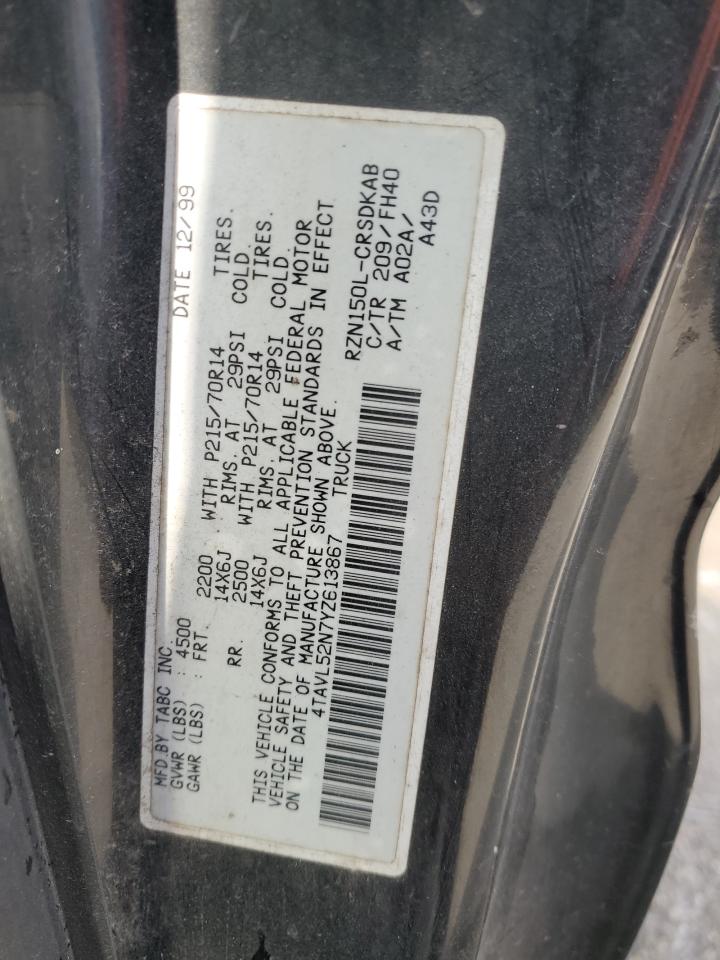 MFD.BY TABC INC. DATE 12/99
GVWR (LBS) : 4500
GAWR (LBS) : FRT. 2200 WITH P215/70R14 TIRES.
14X6J RIMS. AT 29PSI COLD.
RR. 2500 WITH P215/70R14 TIRES.
14X6J RIMS. AT 29PSI COLD.
THIS VEHICLE CONFORMS TO ALL APPLICABLE FEDERAL MOTOR
VEHICLE SAFETY AND THEFT PREVENTION STANDARDS IN EFFECT
ON THE DATE OF MANUFACTURE SHOWN ABOVE.
4TAVL52N7YZ613867 TRUCK
RZN150L-CRSDKAB
C/TR 209/FH40
A/TM A02A/
A43D